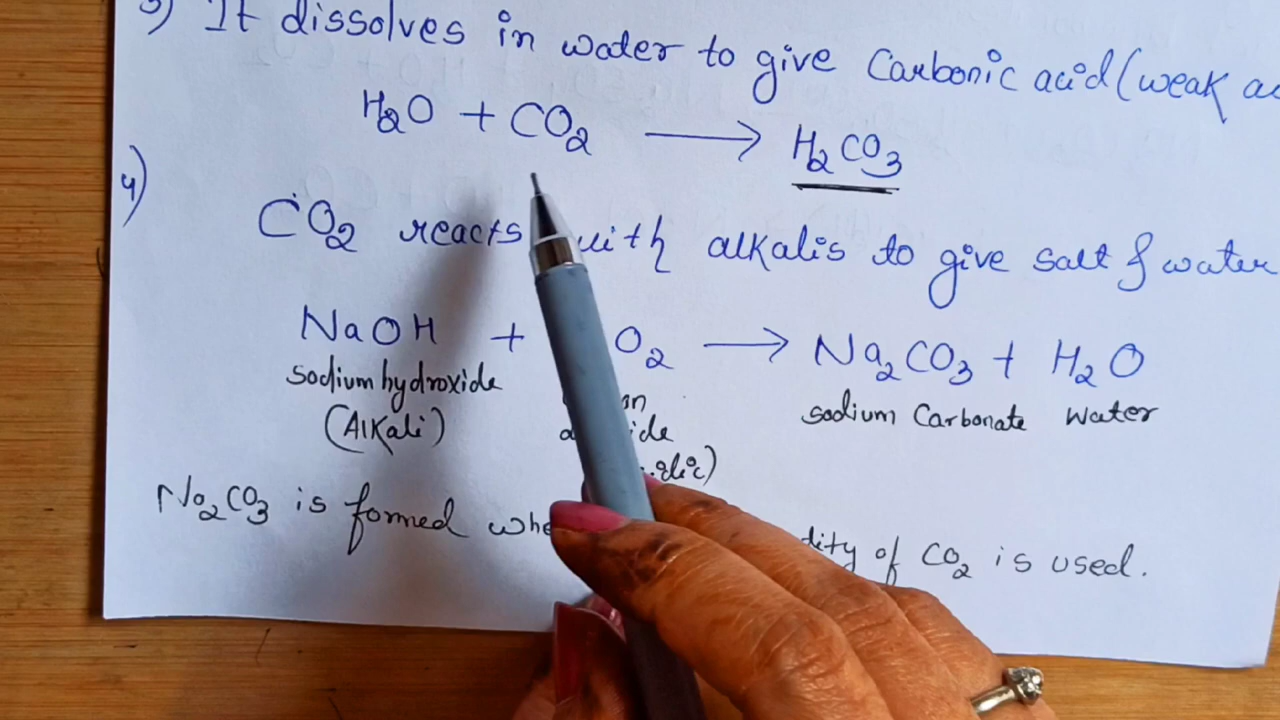 3) It dissolves in water to give Carbonic acid (weak
H₂O + CO₂ → H₂CO₃
4)
CO₂ reacts with alkalis to give salt & water
NaOH + O₂ → Na₂CO₃ + H₂O
sodium hydroxide sodium Carbonate Water
(Alkali)
Na₂CO₃ is formed of CO₂ is used.